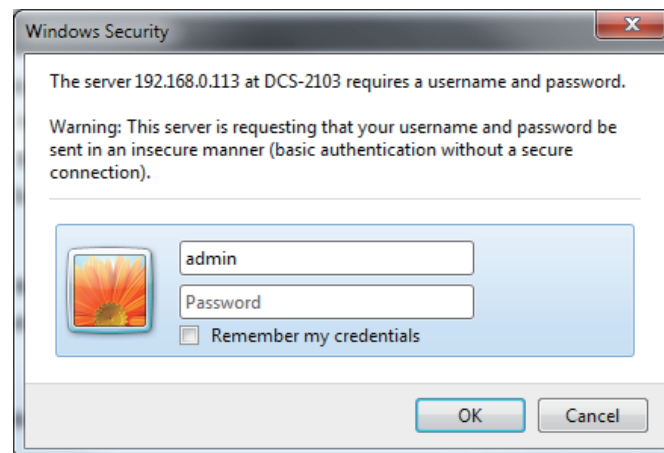 Windows Security
The server 192.168.0.113 at DCS-2103 requires a username and password.
Warning: This server is requesting that your username and password be
sent in an insecure manner (basic authentication without a secure
connection).
admin
Password
Remember my credentials
OK
Cancel